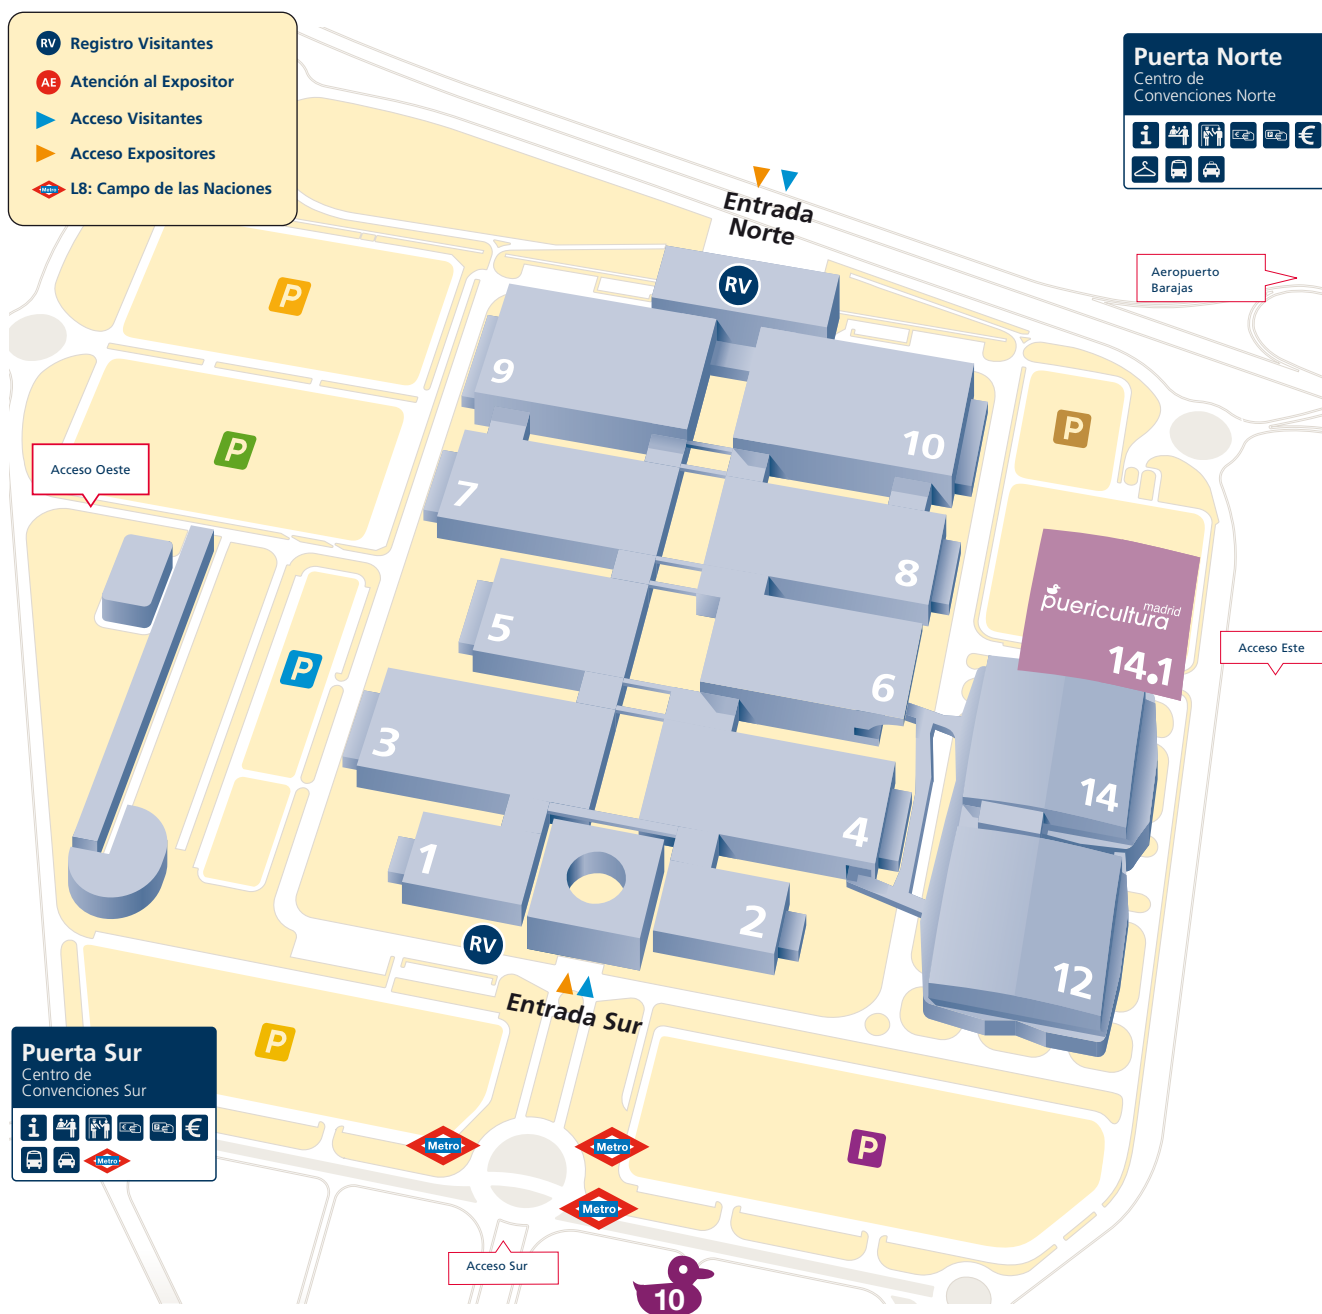 RV Registro Visitantes
AE Atención al Expositor
Acceso Visitantes
Acceso Expositores
Metro L8: Campo de las Naciones
Puerta Norte
Centro de
Convenciones Norte
i €
Entrada
Norte
RV
Aeropuerto
Barajas
P
9
10
P
P
Acceso Oeste
7
8
puericultura
madrid
14.1
Acceso Este
5
P
6
3
14
4
1
2
RV
12
Entrada Sur
P
Puerta Sur
Centro de
Convenciones Sur
i €
Metro
Metro
Metro
Metro
P
Acceso Sur
10